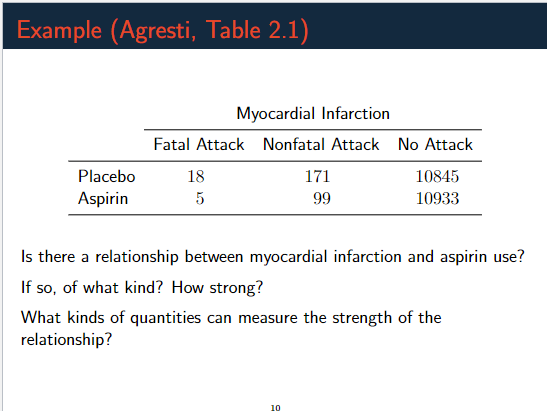 Example (Agresti, Table 2.1)
Myocardial Infarction
Fatal Attack Nonfatal Attack No Attack
Placebo 18 171 10845
Aspirin 5 99 10933
Is there a relationship between myocardial infarction and aspirin use?
If so, of what kind? How strong?
What kinds of quantities can measure the strength of the
relationship?
10